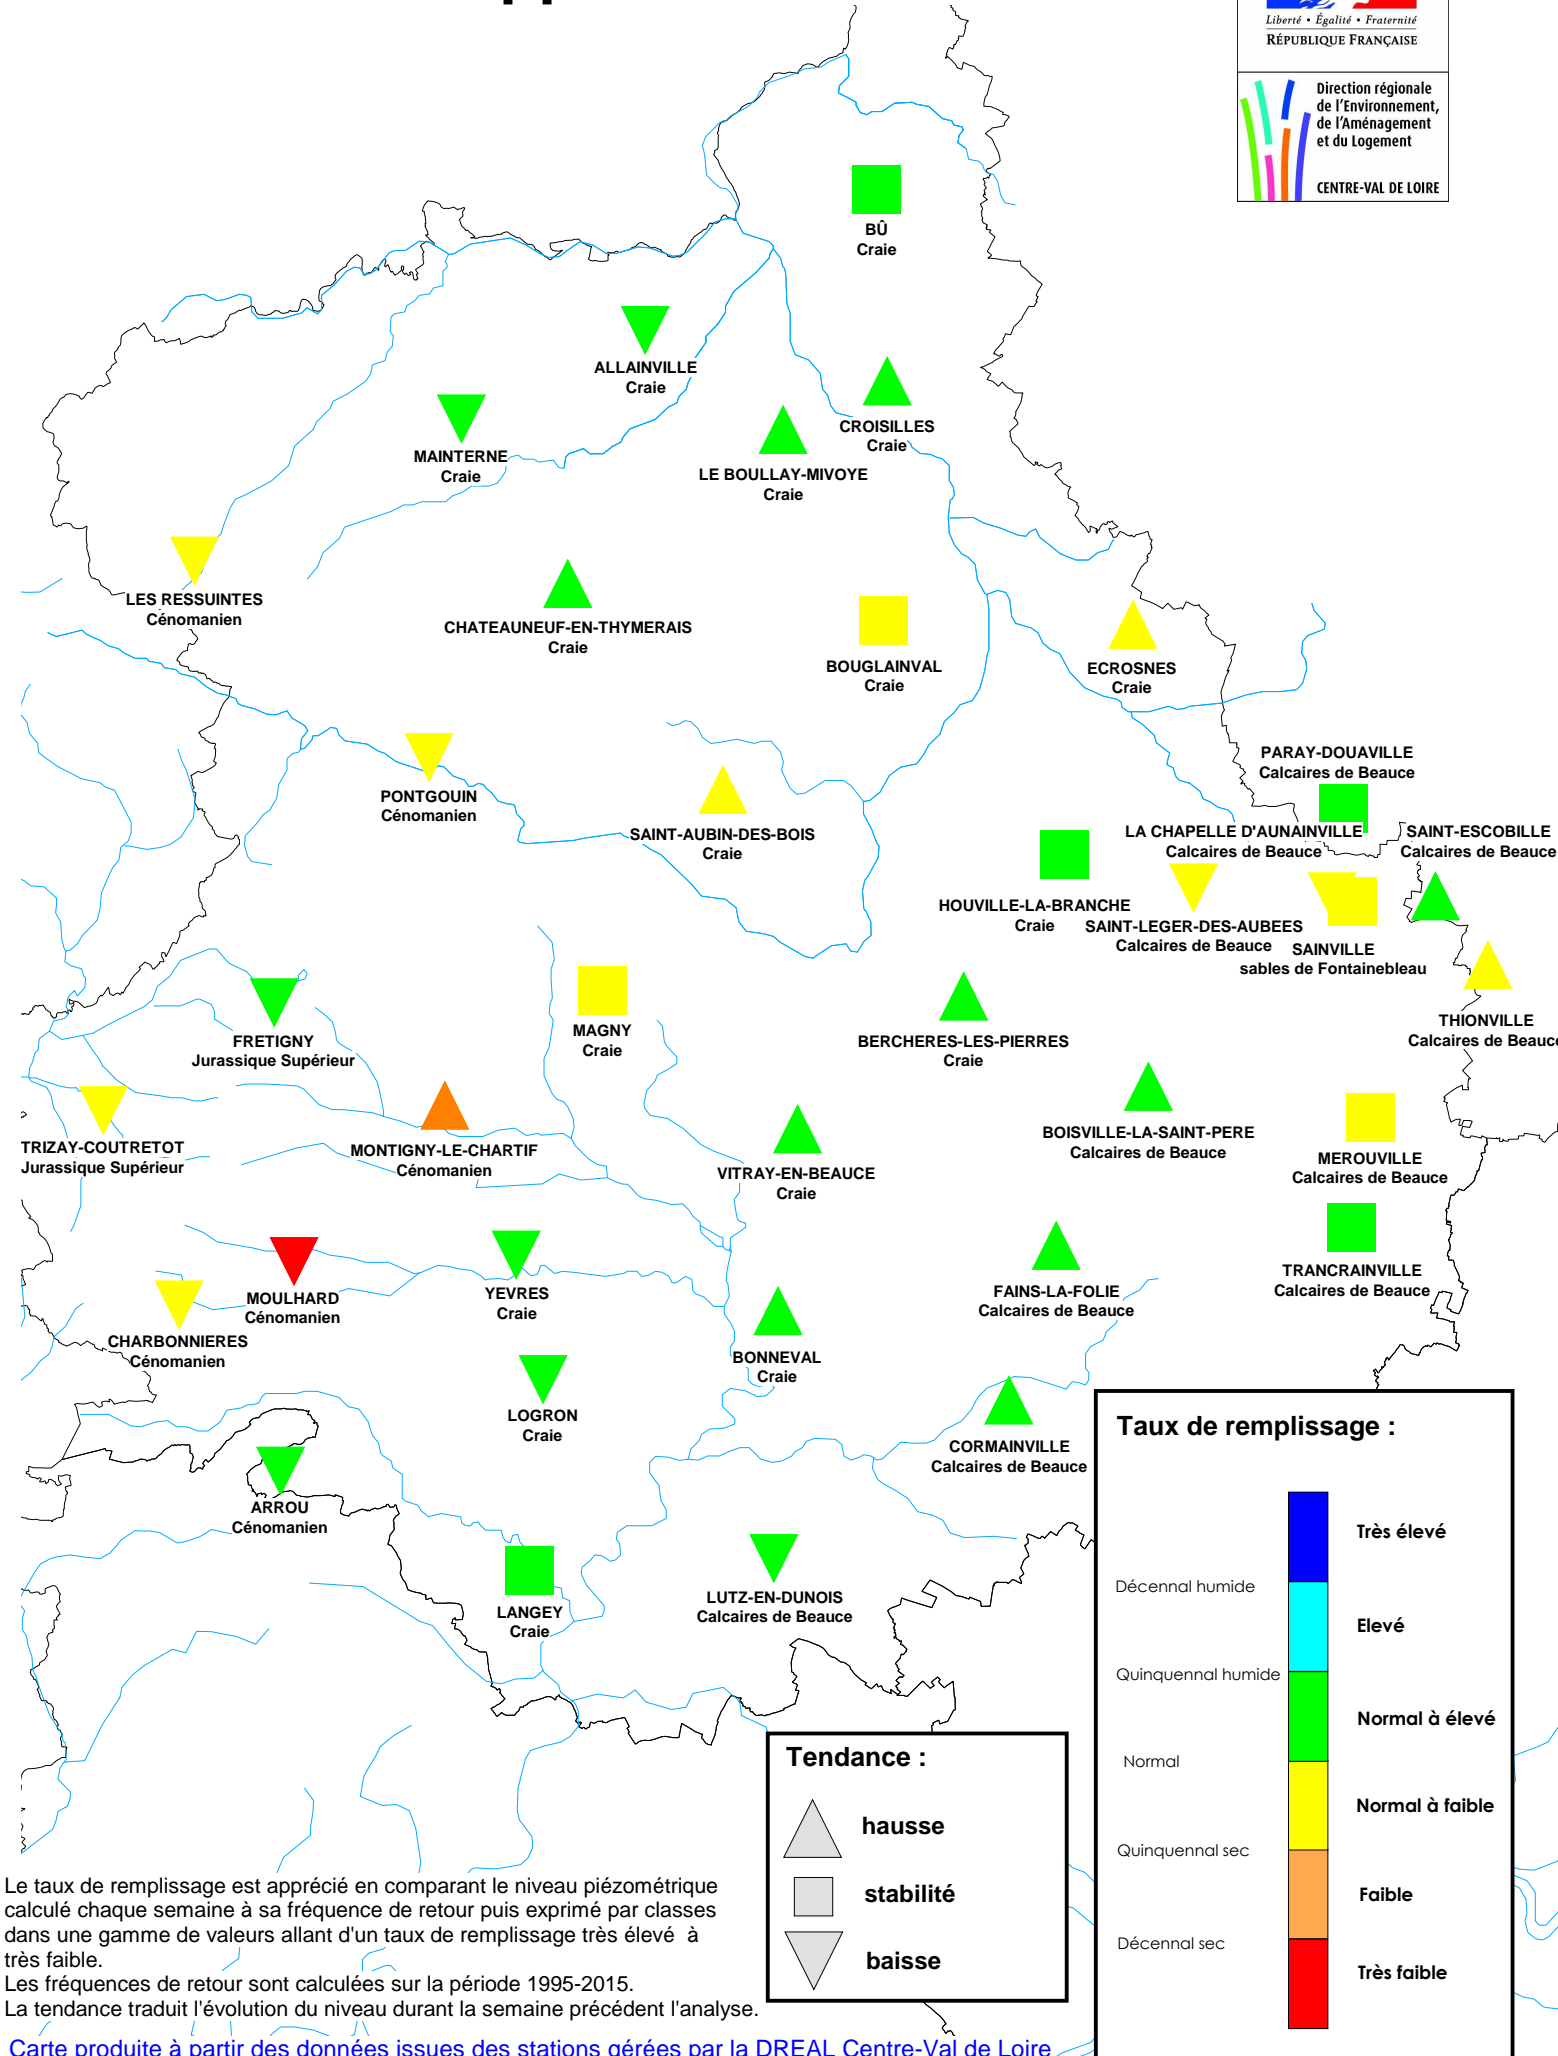 Liberté • Égalité • Fraternité
RÉPUBLIQUE FRANÇAISE
Direction régionale
de l'Environnement,
de l'Aménagement
et du Logement
CENTRE-VAL DE LOIRE
BÛ
Craie
ALLAINVILLE
Craie
CROISILLES
Craie
MAINTERNE
Craie
LE BOULLAY-MIVOYE
Craie
LES RESSUINTES
Cénomanien
CHATEAUNEUF-EN-THYMERAIS
Craie
BOUGLAINVAL
Craie
ECROSNES
Craie
PARAY-DOUAVILLE
Calcaires de Beauce
PONTGOUIN
Cénomanien
SAINT-AUBIN-DES-BOIS
Craie
LA CHAPELLE D'AUNAINVILLE
Calcaires de Beauce
SAINT-ESCOBILLE
Calcaires de Beauce
HOUVILLE-LA-BRANCHE
Craie
SAINT-LEGER-DES-AUBEES
Calcaires de Beauce
SAINVILLE
sables de Fontainebleau
THIONVILLE
Calcaires de Beauce
MAGNY
Craie
FRETIGNY
Jurassique Supérieur
BERCHERES-LES-PIERRES
Craie
TRIZAY-COUTRETOT
Jurassique Supérieur
MONTIGNY-LE-CHARTIF
Cénomanien
VITRAY-EN-BEAUCE
Craie
BOISVILLE-LA-SAINT-PERE
Calcaires de Beauce
MEROUVILLE
Calcaires de Beauce
MOULHARD
Cénomanien
YEVRES
Craie
FAINS-LA-FOLIE
Calcaires de Beauce
TRANCRAINVILLE
Calcaires de Beauce
CHARBONNIERES
Cénomanien
BONNEVAL
Craie
LOGRON
Craie
CORMAINVILLE
Calcaires de Beauce
ARROU
Cénomanien
LANGEY
Craie
LUTZ-EN-DUNOIS
Calcaires de Beauce
Taux de remplissage :
Très élevé
Décennal humide
Elevé
Quinquennal humide
Normal à élevé
Normal
Normal à faible
Quinquennal sec
Faible
Décennal sec
Très faible
Tendance :
hausse
stabilité
baisse
Le taux de remplissage est apprécié en comparant le niveau piézométrique
calculé chaque semaine à sa fréquence de retour puis exprimé par classes
dans une gamme de valeurs allant d'un taux de remplissage très élevé à
très faible.
Les fréquences de retour sont calculées sur la période 1995-2015.
La tendance traduit l'évolution du niveau durant la semaine précédent l'analyse.
Carte produite à partir des données issues des stations gérées par la DREAL Centre-Val de Loire